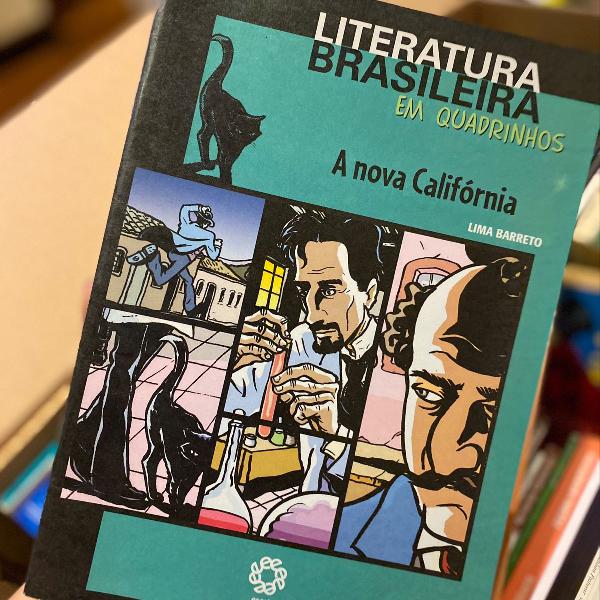 LITERATURA
BRASILEIRA
EM QUADRINHOS
A nova Califórnia
LIMA BARRETO